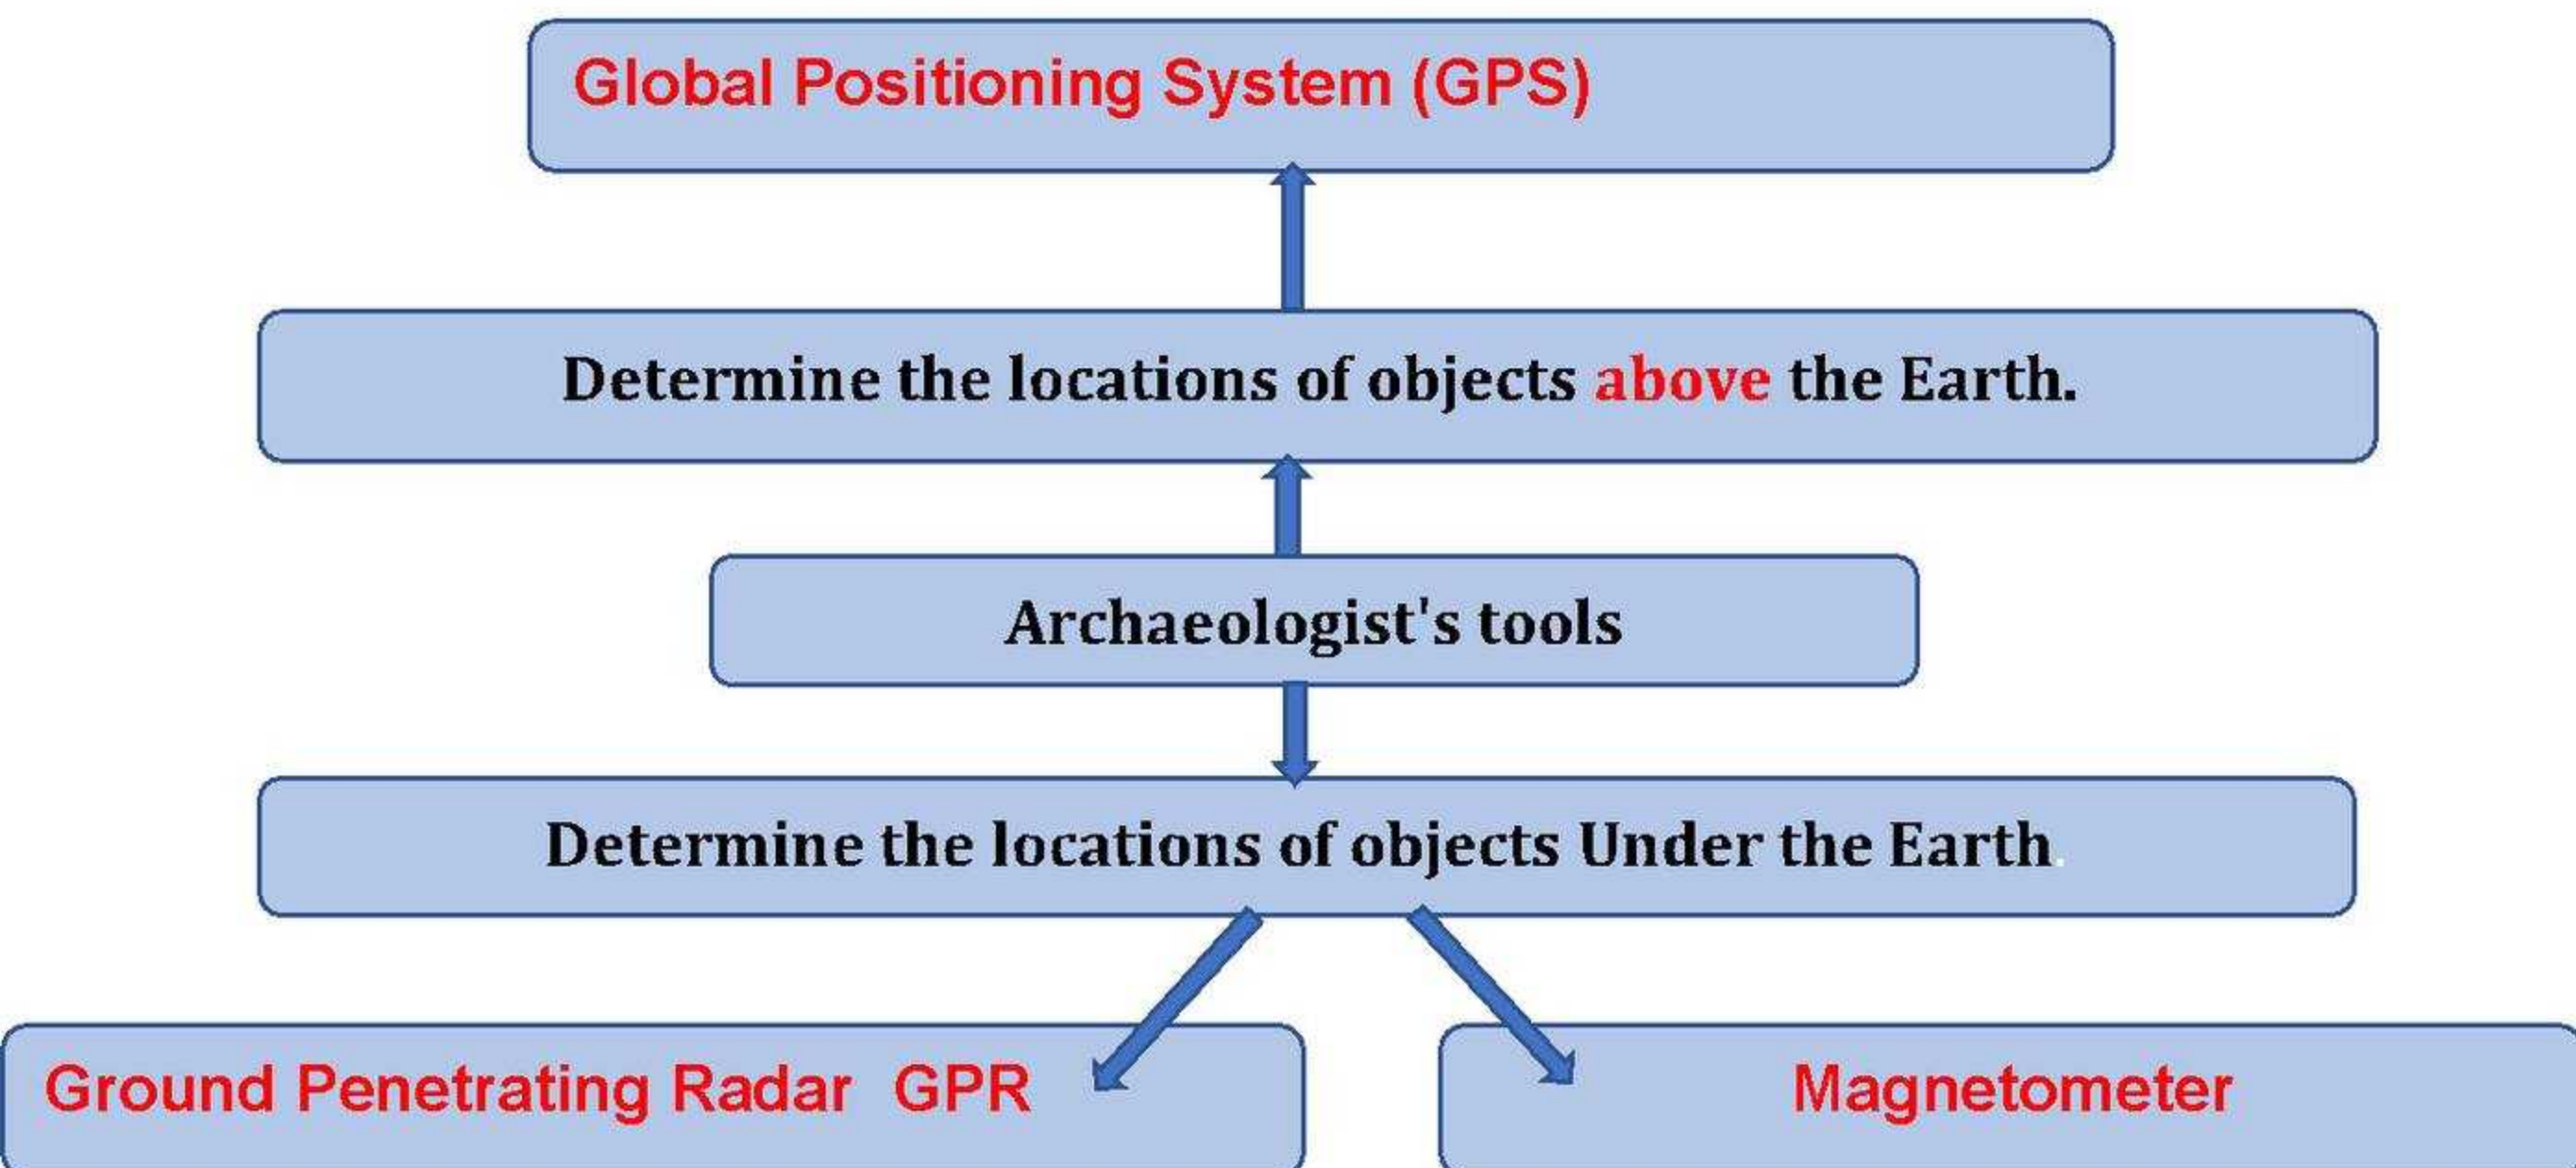 Global Positioning System (GPS)
Determine the locations of objects above the Earth.
Archaeologist's tools
Determine the locations of objects Under the Earth.
Ground Penetrating Radar GPR
Magnetometer